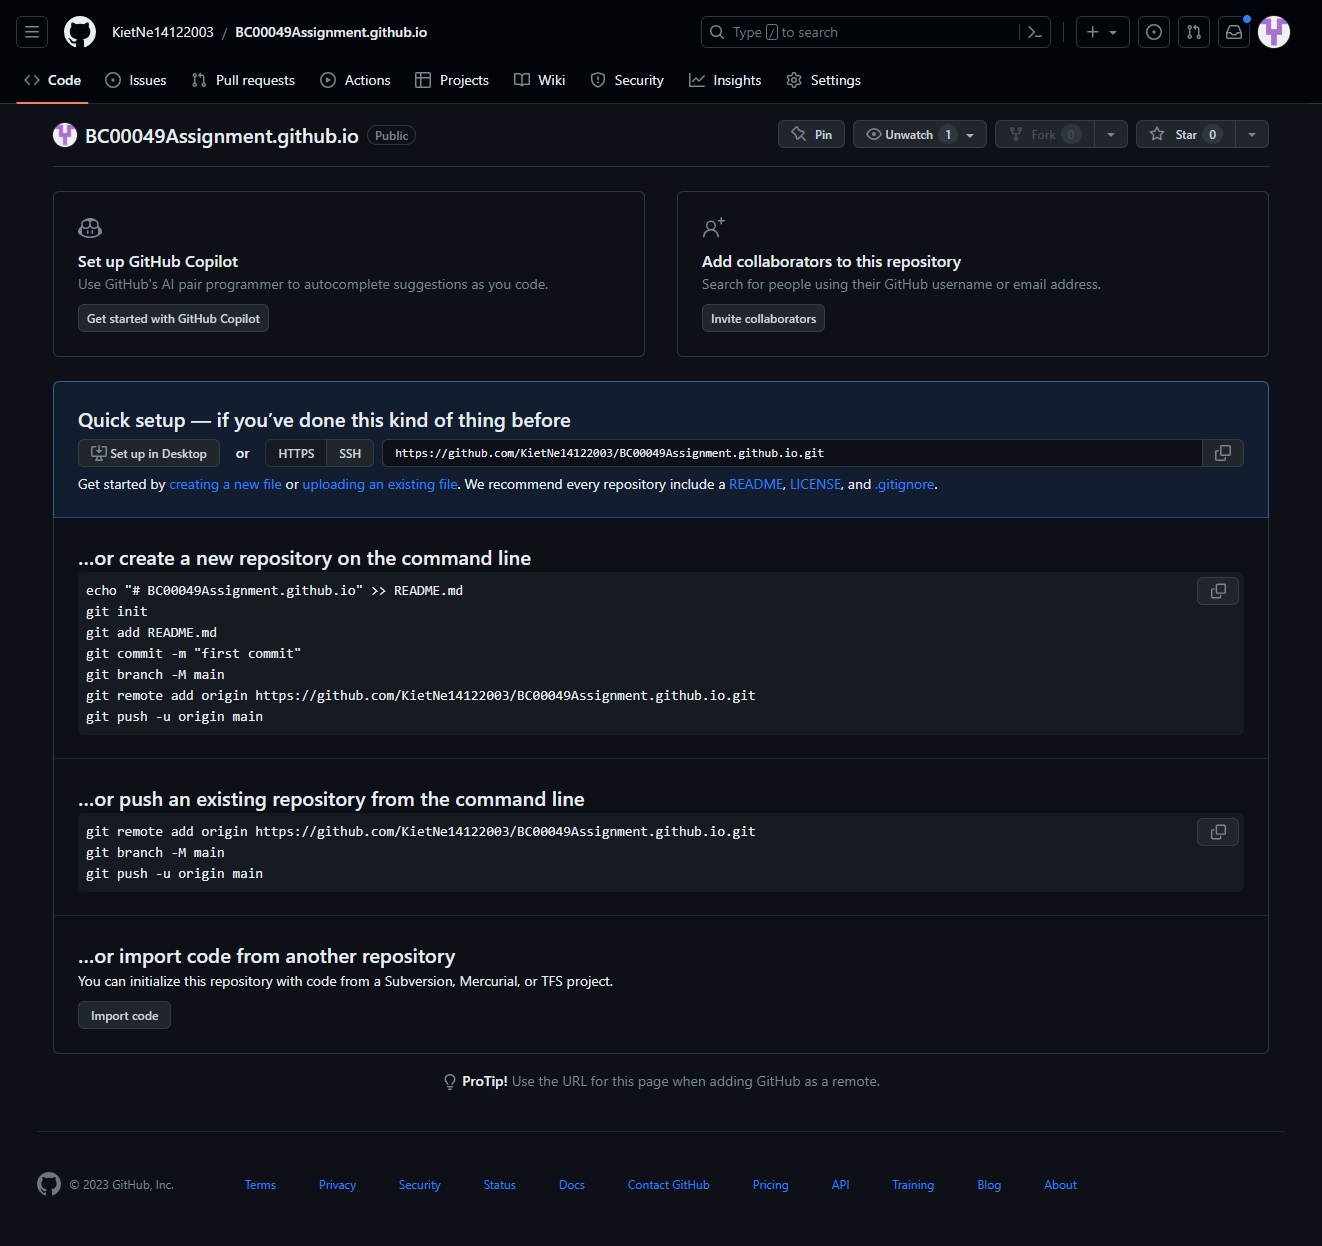 KietNe14122003 / BC00049Assignment.github.io
Type / to search
Code Issues Pull requests Actions Projects Wiki Security Insights Settings
BC00049Assignment.github.io Public
Pin Unwatch 1 Fork 0 Star 0
Set up GitHub Copilot
Use GitHub's AI pair programmer to autocomplete suggestions as you code.
Get started with GitHub Copilot
Add collaborators to this repository
Search for people using their GitHub username or email address.
Invite collaborators
Quick setup — if you’ve done this kind of thing before
Set up in Desktop or HTTPS SSH https://github.com/KietNe14122003/BC00049Assignment.github.io.git
Get started by creating a new file or uploading an existing file. We recommend every repository include a README, LICENSE, and .gitignore.
…or create a new repository on the command line
echo "# BC00049Assignment.github.io" >> README.md
git init
git add README.md
git commit -m "first commit"
git branch -M main
git remote add origin https://github.com/KietNe14122003/BC00049Assignment.github.io.git
git push -u origin main
…or push an existing repository from the command line
git remote add origin https://github.com/KietNe14122003/BC00049Assignment.github.io.git
git branch -M main
git push -u origin main
…or import code from another repository
You can initialize this repository with code from a Subversion, Mercurial, or TFS project.
Import code
ProTip! Use the URL for this page when adding GitHub as a remote.
© 2023 GitHub, Inc. Terms Privacy Security Status Docs Contact GitHub Pricing API Training Blog About